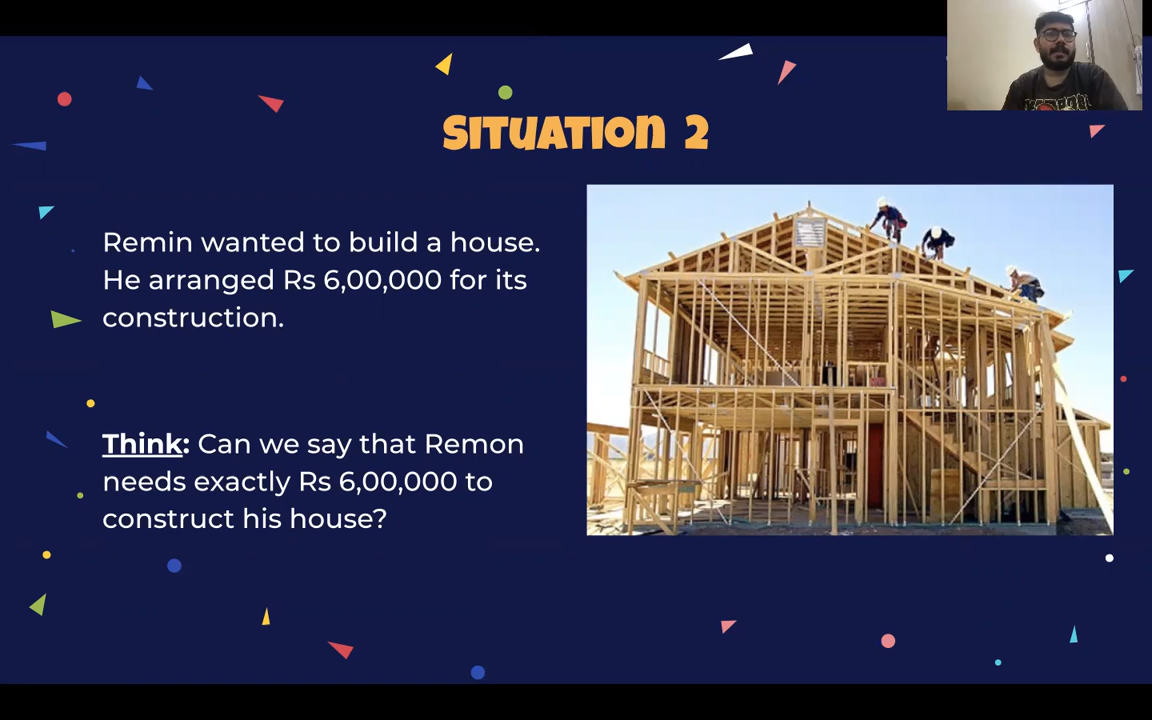 SITUATION 2
Remin wanted to build a house.
He arranged Rs 6,00,000 for its
construction.
Think: Can we say that Remon
needs exactly Rs 6,00,000 to
construct his house?